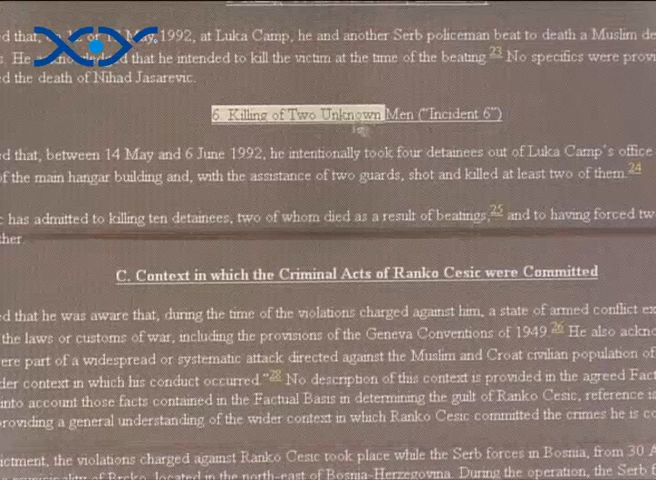 d that, May, 1992, at Luka Camp, he and another Serb policeman beat to death a Muslim de
s. He that he intended to kill the victim at the time of the beating.23 No specifics were provi
d the death of Nihad Jasarevic.
6. Killing of Two Unknown Men ("Incident 6")
ed that, between 14 May and 6 June 1992, he intentionally took four detainees out of Luka Camp's office
of the main hangar building and, with the assistance of two guards, shot and killed at least two of them.24
c has admitted to killing ten detainees, two of whom died as a result of beatings,25 and to having forced tw
ther.
C. Context in which the Criminal Acts of Ranko Cesic were Committed
ed that he was aware that, during the time of the violations charged against him, a state of armed conflict ex
the laws or customs of war, including the provisions of the Geneva Conventions of 1949.26 He also ackno
ere part of a widespread or systematic attack directed against the Muslim and Croat civilian population of
der context in which his conduct occurred."28 No description of this context is provided in the agreed Fact
into account those facts contained in the Factual Basis in determining the guilt of Ranko Cesic, reference is
providing a general understanding of the wider context in which Ranko Cesic committed the crimes he is co
ictment, the violations charged against Ranko Cesic took place while the Serb forces in Bosnia, from 30 A
municipality of Brcko, located in the north-east of Bosnia-Herzegovina. During the operation, the Serb f